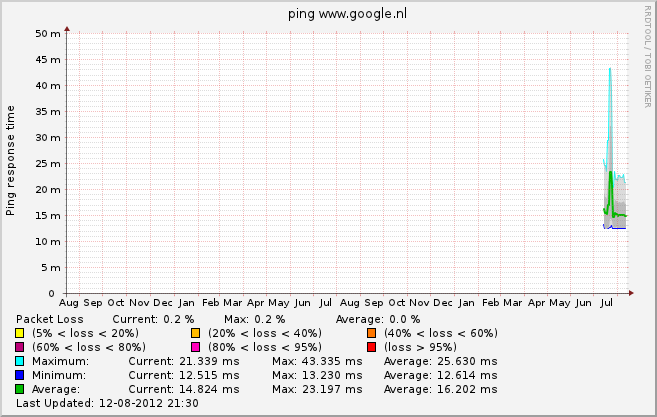 ping www.google.nl
RRDTOOL / TOBI OETIKER
Ping response time
50 m
45 m
40 m
35 m
30 m
25 m
20 m
15 m
10 m
5 m
0
Aug Sep Oct Nov Dec Jan Feb Mar Apr May Jun Jul Aug Sep Oct Nov Dec Jan Feb Mar Apr May Jun Jul
Packet Loss Current: 0.2 % Max: 0.2 % Average: 0.0 %
(5% < loss < 20%) (20% < loss < 40%) (40% < loss < 60%)
(60% < loss < 80%) (80% < loss < 95%) (loss > 95%)
Maximum: Current: 21.339 ms Max: 43.335 ms Average: 25.630 ms
Minimum: Current: 12.515 ms Max: 13.230 ms Average: 12.614 ms
Average: Current: 14.824 ms Max: 23.197 ms Average: 16.202 ms
Last Updated: 12-08-2012 21:30